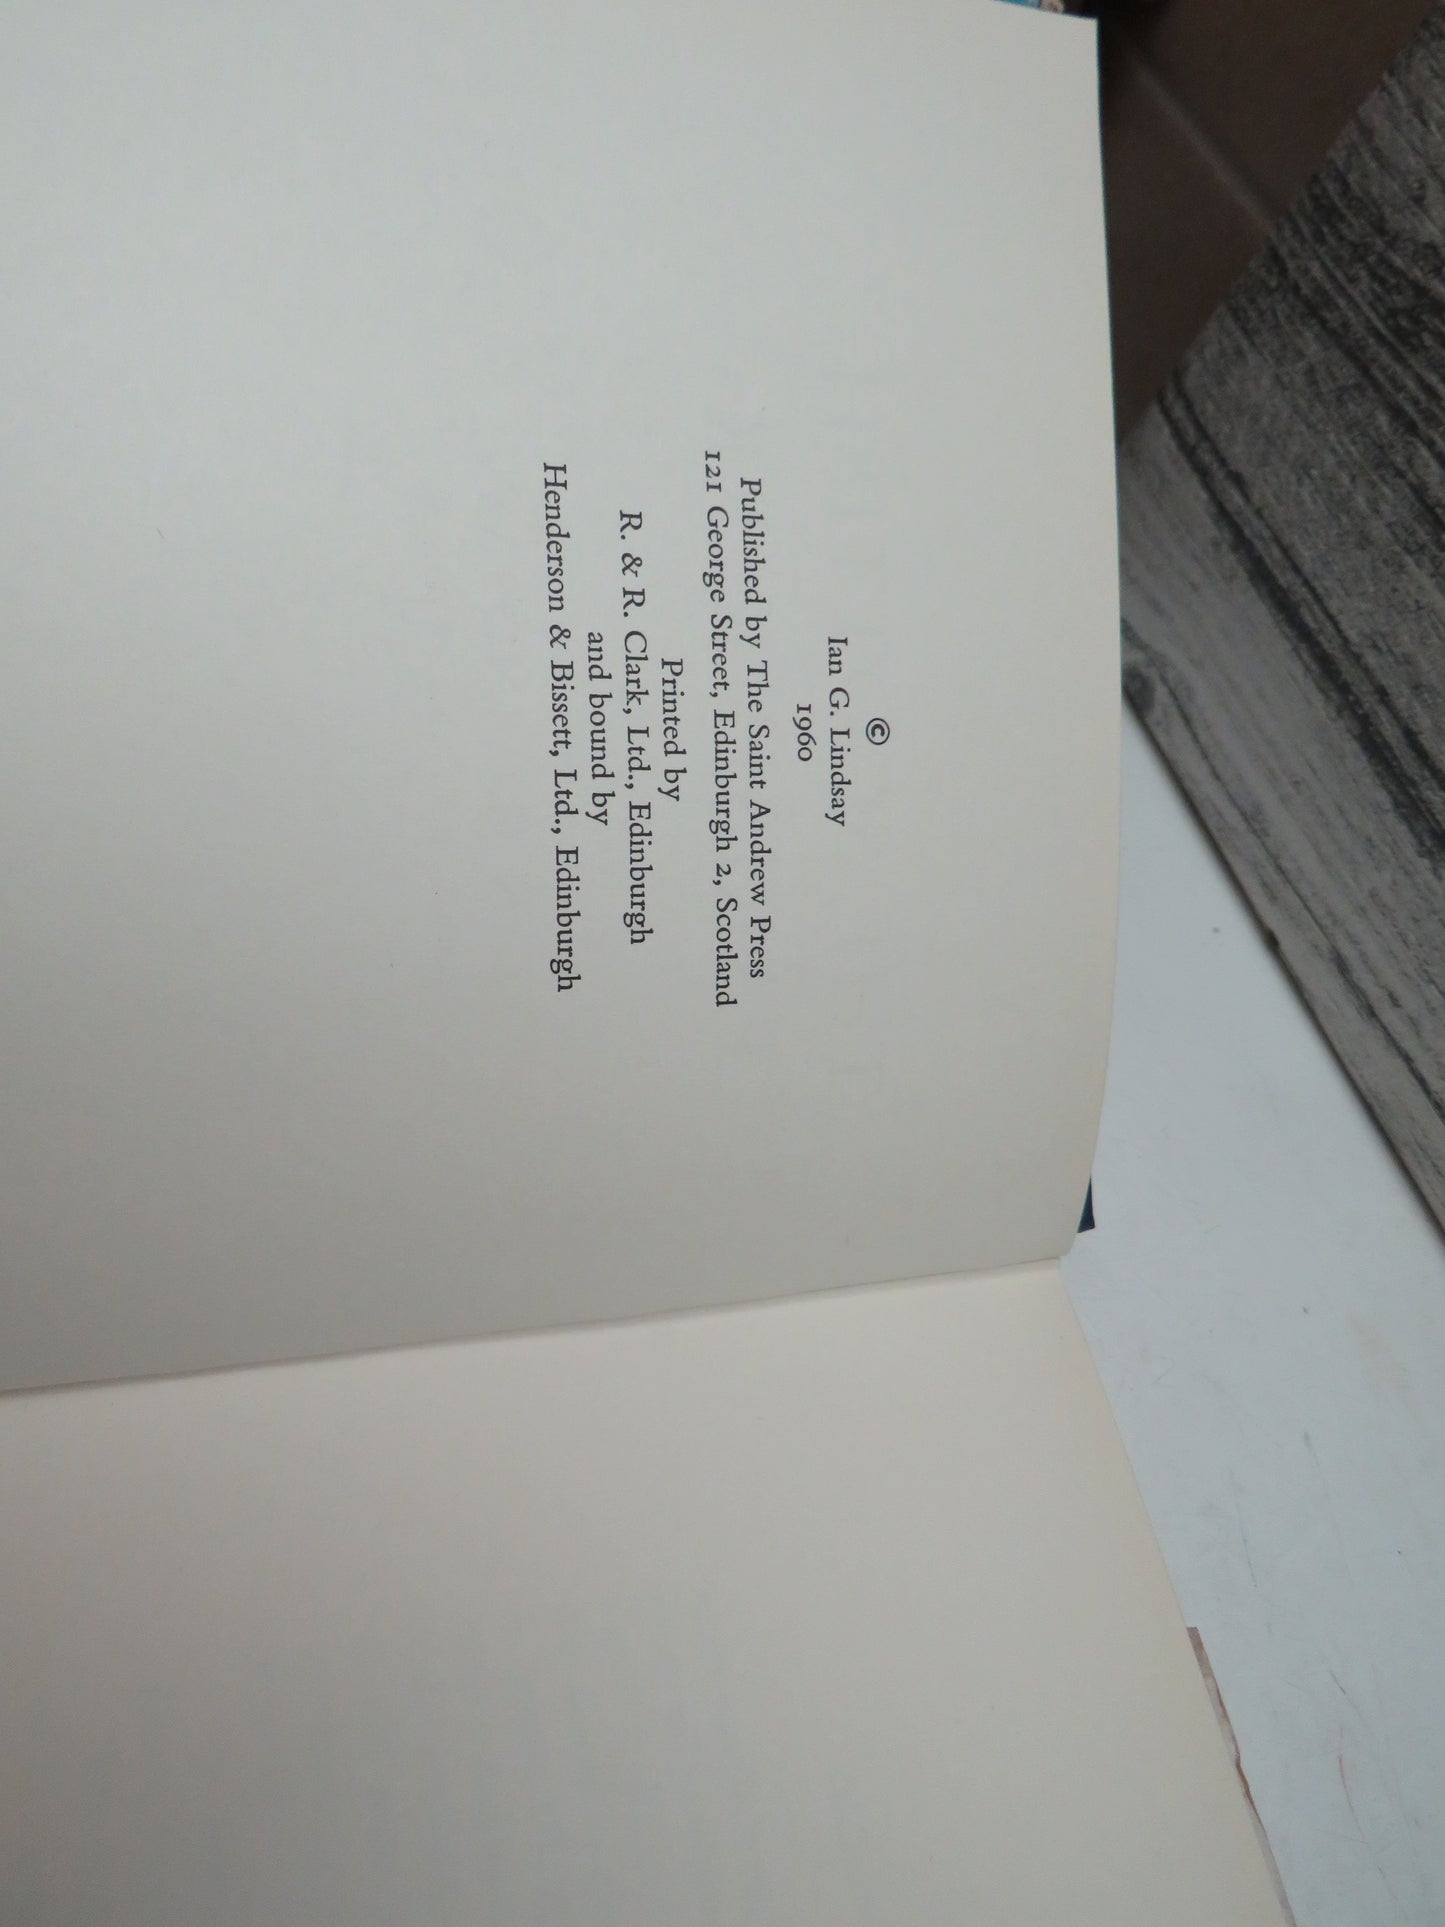 ©
Ian G. Lindsay
1960
Published by The Saint Andrew Press
121 George Street, Edinburgh 2, Scotland
Printed by
R. & R. Clark, Ltd., Edinburgh
and bound by
Henderson & Bissett, Ltd., Edinburgh